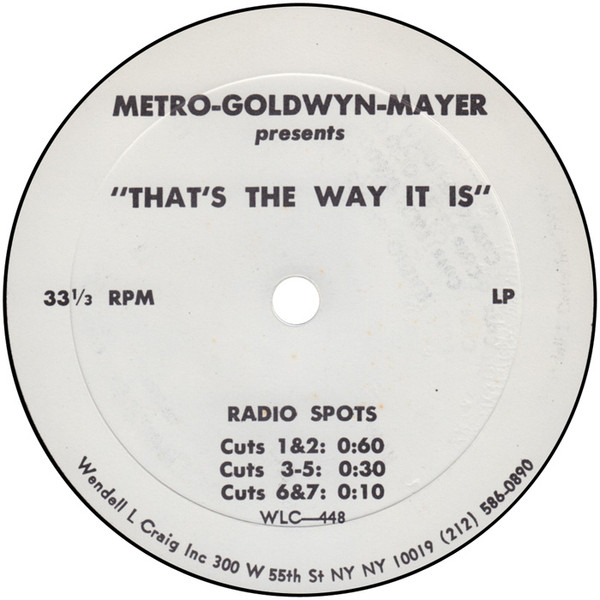 METRO-GOLDWYN-MAYER
presents
"THAT'S THE WAY IT IS"
33 1/3 RPM
LP
RADIO SPOTS
Cuts 1&2: 0:60
Cuts 3-5: 0:30
Cuts 6&7: 0:10
WLC—448
Wendell L Craig Inc 300 W 55th St NY NY 10019 (212) 586-0890